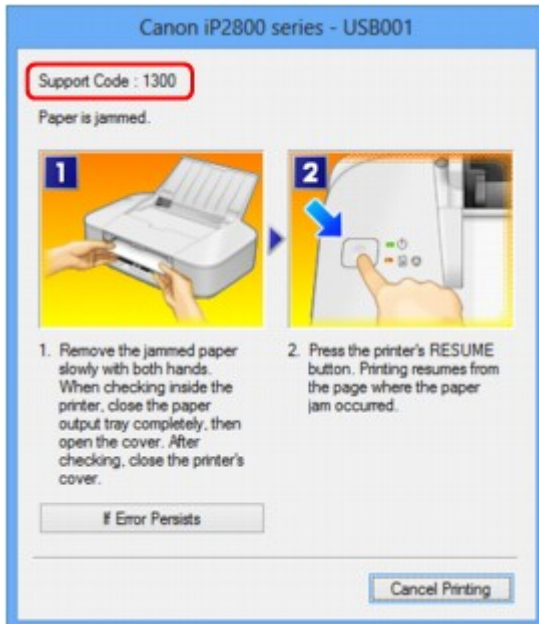 Canon iP2800 series - USB001
Support Code : 1300
Paper is jammed.
1
2
1. Remove the jammed paper
slowly with both hands.
When checking inside the
printer, close the paper
output tray completely, then
open the cover. After
checking, close the printer's
cover.
2. Press the printer's RESUME
button. Printing resumes from
the page where the paper
jam occurred.
If Error Persists
Cancel Printing